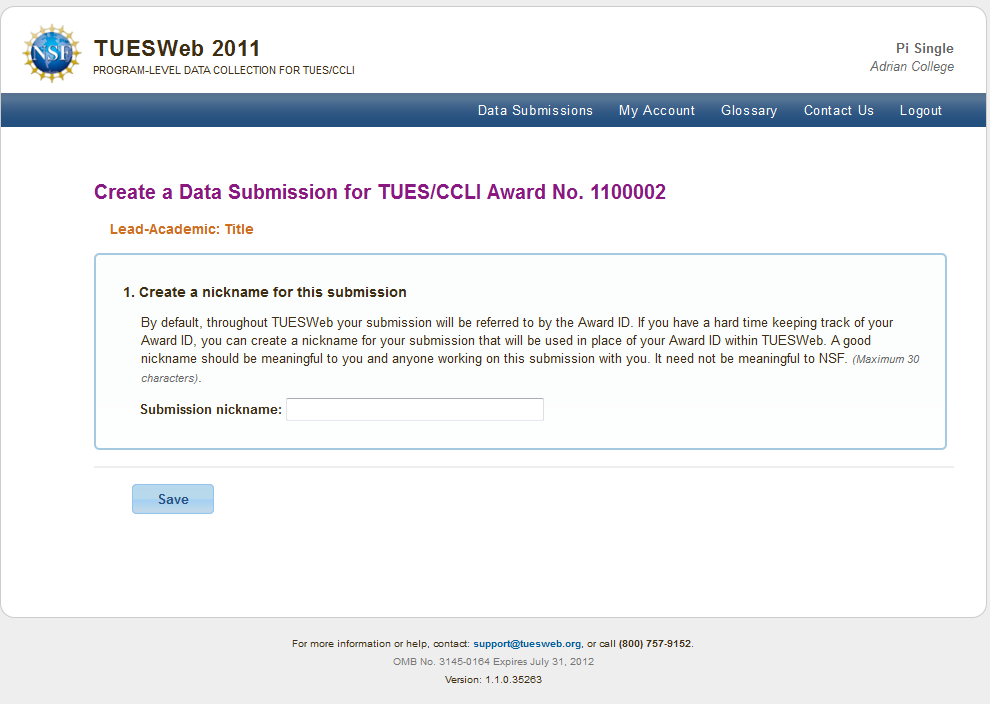 NSF
TUESWeb 2011
PROGRAM-LEVEL DATA COLLECTION FOR TUES/CCLI
Pi Single
Adrian College
Data Submissions My Account Glossary Contact Us Logout
Create a Data Submission for TUES/CCLI Award No. 1100002
Lead-Academic: Title
1. Create a nickname for this submission
By default, throughout TUESWeb your submission will be referred to by the Award ID. If you have a hard time keeping track of your
Award ID, you can create a nickname for your submission that will be used in place of your Award ID within TUESWeb. A good
nickname should be meaningful to you and anyone working on this submission with you. It need not be meaningful to NSF. (Maximum 30
characters).
Submission nickname:
Save
For more information or help, contact: support@tuesweb.org, or call (800) 757-9152.
OMB No. 3145-0164 Expires July 31, 2012
Version: 1.1.0.35263